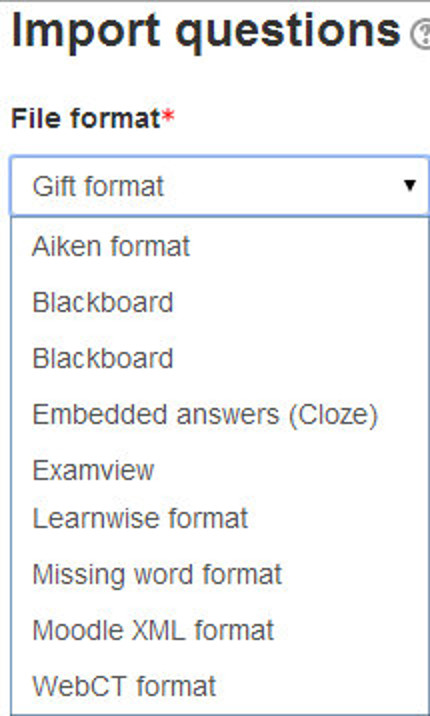 Import questions ?
File format*
Gift format
Aiken format
Blackboard
Blackboard
Embedded answers (Cloze)
Examview
Learnwise format
Missing word format
Moodle XML format
WebCT format